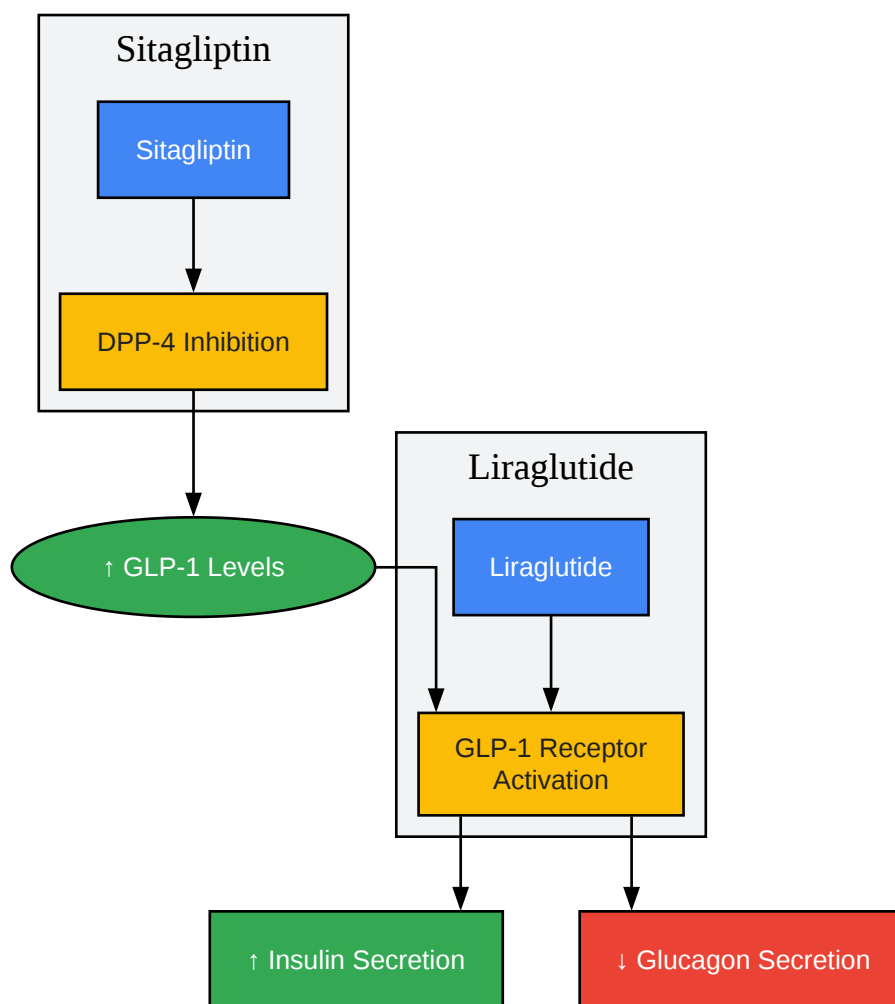 Sitagliptin
Sitagliptin
DPP-4 Inhibition
↑ GLP-1 Levels
Liraglutide
Liraglutide
GLP-1 Receptor
Activation
↑ Insulin Secretion
↓ Glucagon Secretion